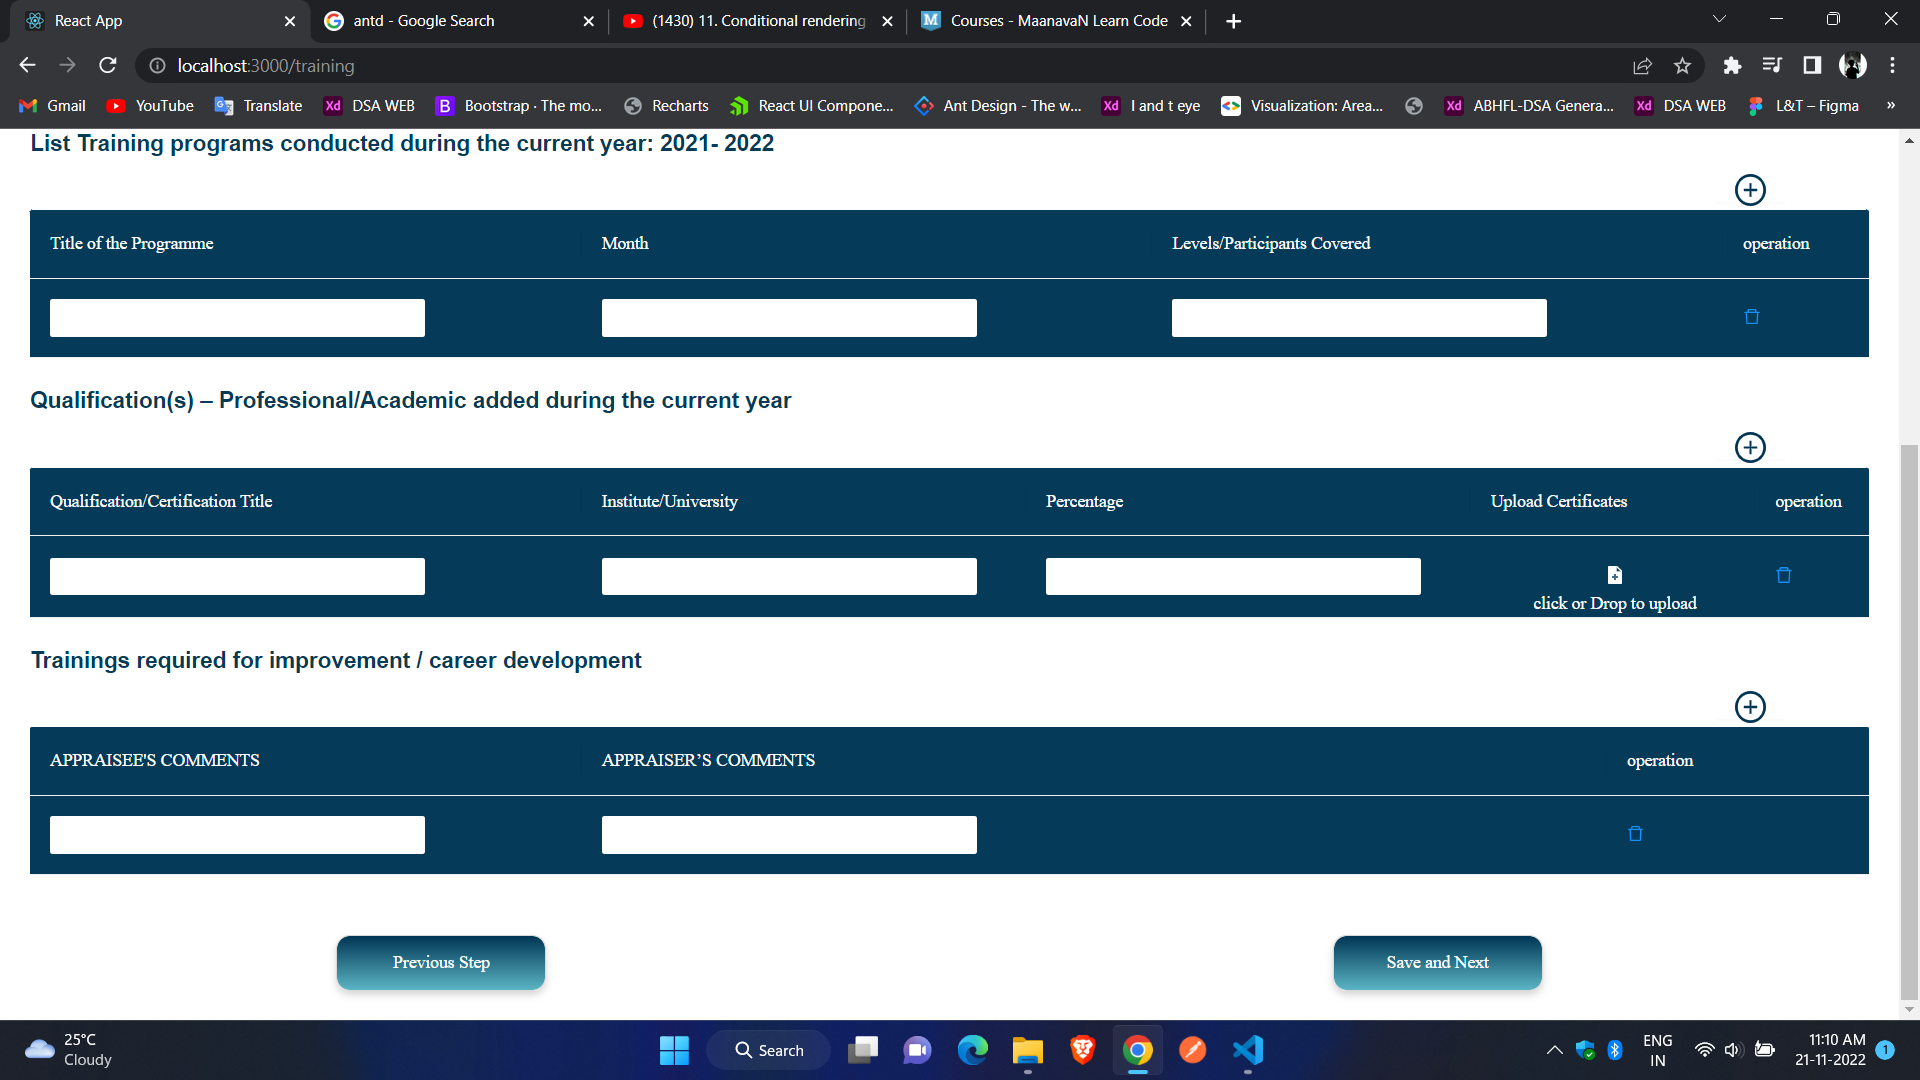 React App
antd - Google Search
(1430) 11. Conditional rendering
Courses - MaanavaN Learn Code
localhost:3000/training
Gmail
YouTube
Translate
DSA WEB
Bootstrap · The mo...
Recharts
React UI Compone...
Ant Design - The w...
I and t eye
Visualization: Area...
ABHFL-DSA Genera...
DSA WEB
L&T – Figma
»
List Training programs conducted during the current year: 2021- 2022
Title of the Programme
Month
Levels/Participants Covered
operation
Qualification(s) – Professional/Academic added during the current year
Qualification/Certification Title
Institute/University
Percentage
Upload Certificates
operation
click or Drop to upload
Trainings required for improvement / career development
APPRAISEE'S COMMENTS
APPRAISER’S COMMENTS
operation
Previous Step
Save and Next
25°C
Cloudy
Search
ENG
IN
11:10 AM
21-11-2022
1